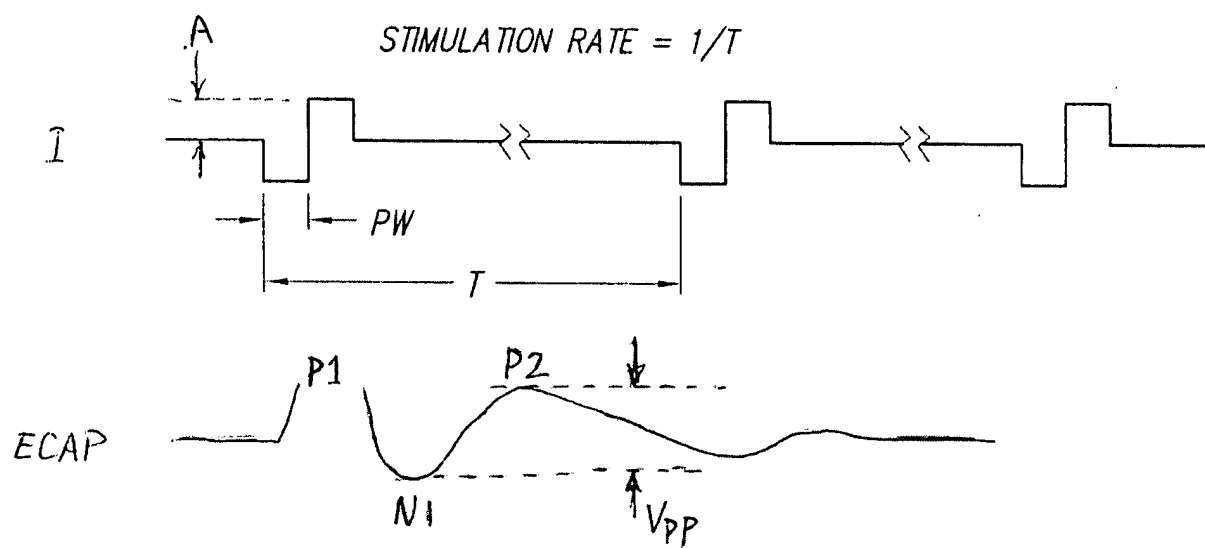 A
STIMULATION RATE = 1/T
I
PW
T
P1
P2
ECAP
N1
VPP